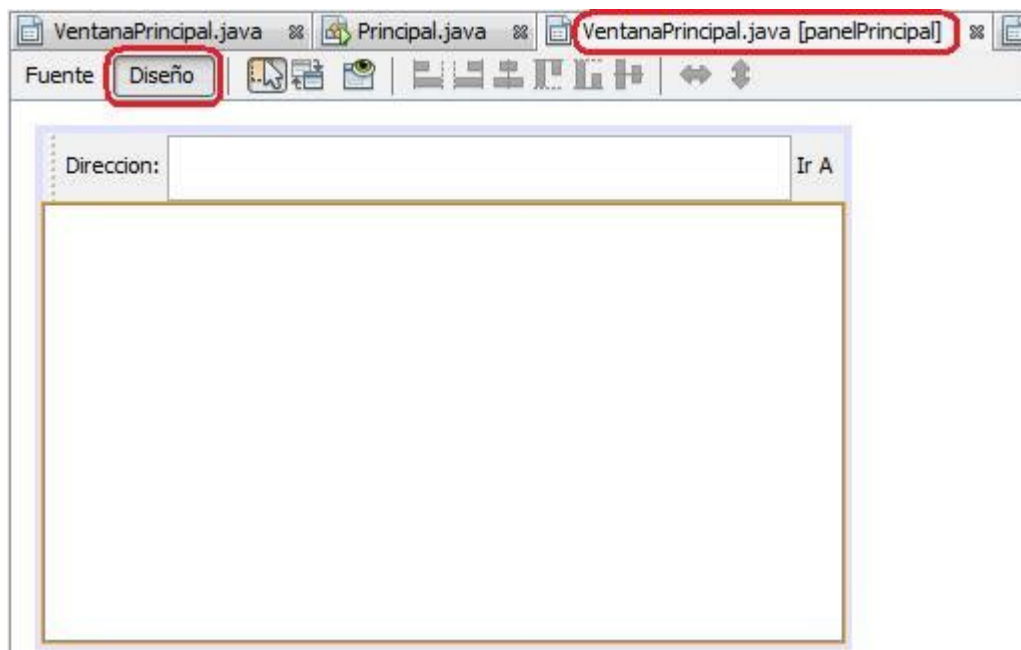 VentanaPrincipal.java Principal.java VentanaPrincipal.java [panelPrincipal]
Fuente Diseño
Direccion: Ir A